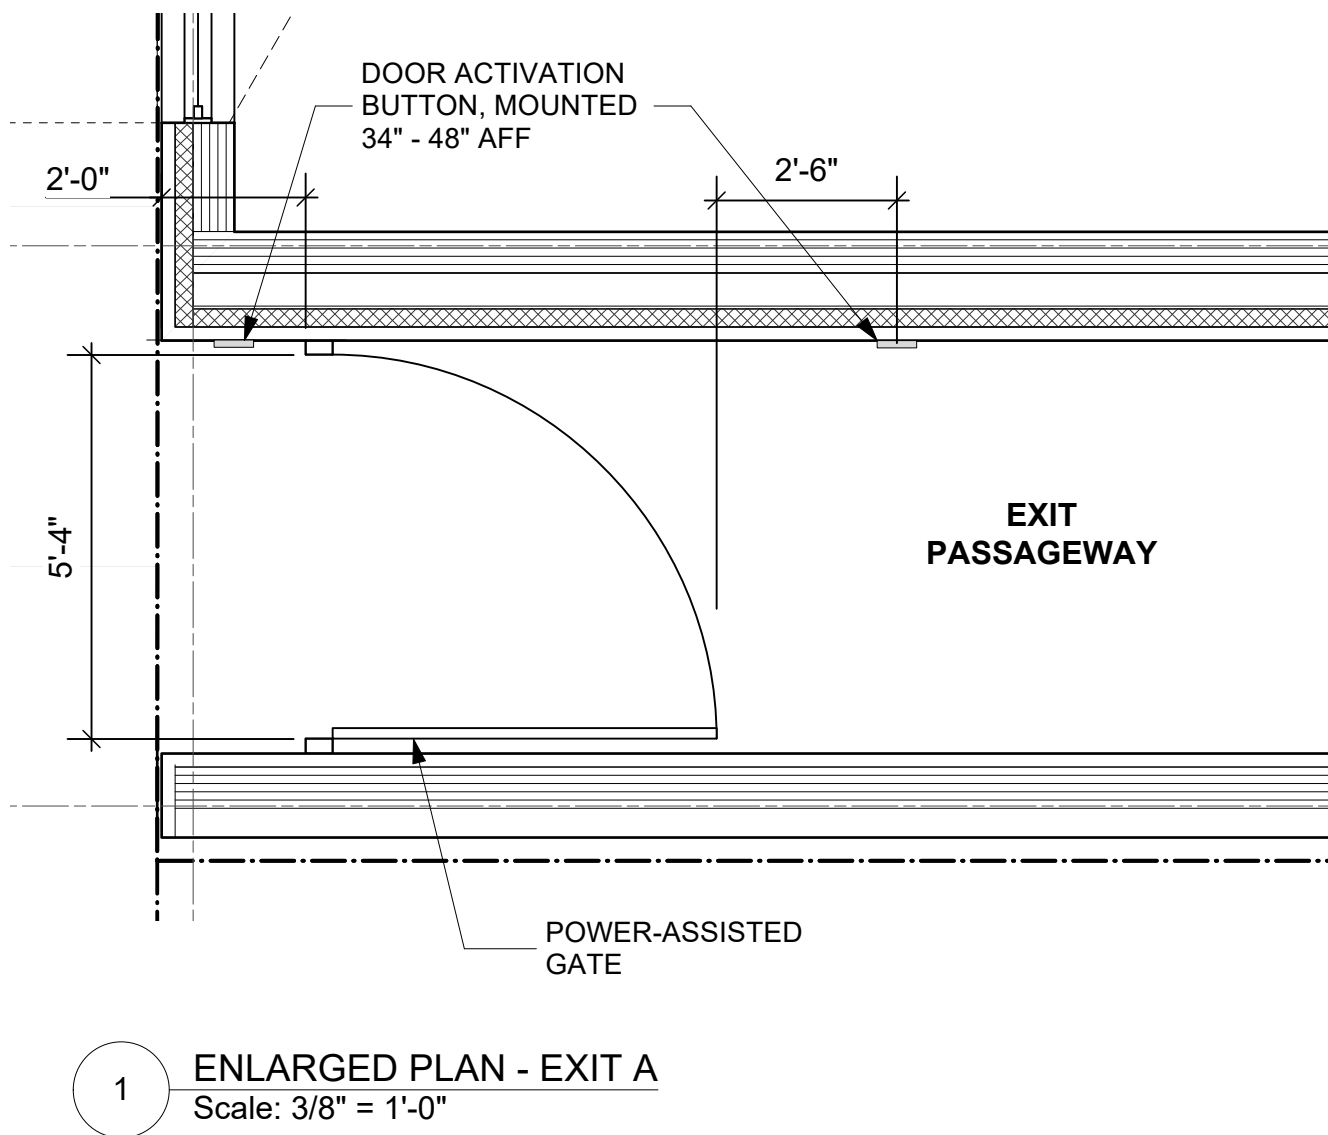 DOOR ACTIVATION
BUTTON, MOUNTED
34" - 48" AFF
2'-0"
2'-6"
5'-4"
EXIT
PASSAGEWAY
POWER-ASSISTED
GATE
1
ENLARGED PLAN - EXIT A
Scale: 3/8" = 1'-0"